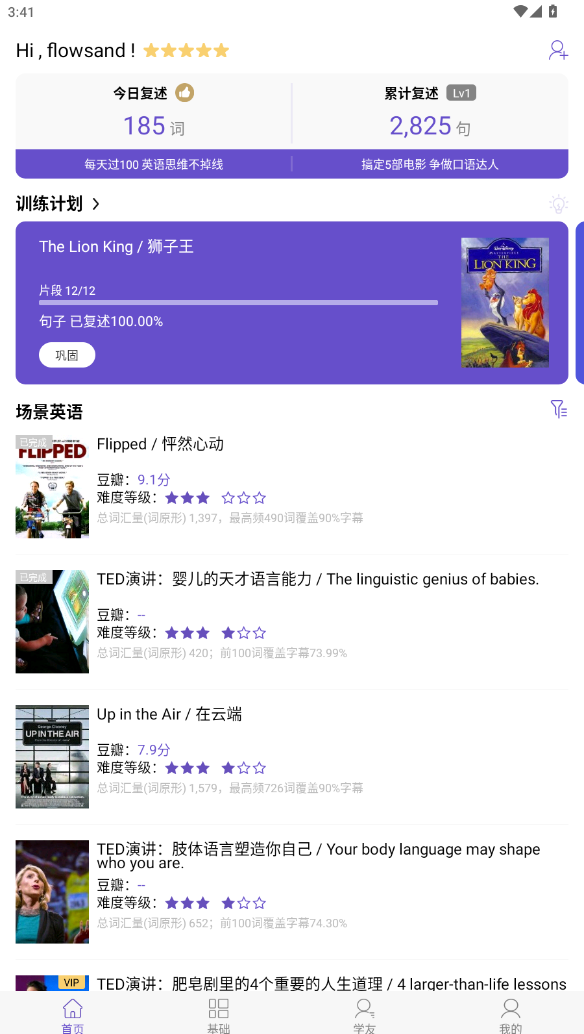 3:41
Hi , flowsand !
今日复述
累计复述 Lv1
185 词
2,825 句
每天过100 英语思维不掉线
搞定5部电影 争做口语达人
训练计划
The Lion King / 狮子王
片段 12/12
句子 已复述100.00%
巩固
WALT DISNEY
THE
LION KING
场景英语
已完成
FLIPPED
Flipped / 怦然心动
豆瓣：9.1分
难度等级：
总词汇量(词原形) 1,397，最高频490词覆盖90%字幕
已完成
TED演讲：婴儿的天才语言能力 / The linguistic genius of babies.
豆瓣：--
难度等级：
总词汇量(词原形) 420；前100词覆盖字幕73.99%
George Clooney
UP IN THE AIR
Up in the Air / 在云端
豆瓣：7.9分
难度等级：
总词汇量(词原形) 1,579，最高频726词覆盖90%字幕
TED演讲：肢体语言塑造你自己 / Your body language may shape
who you are.
豆瓣：--
难度等级：
总词汇量(词原形) 652；前100词覆盖字幕74.30%
VIP
TED演讲：肥皂剧里的4个重要的人生道理 / 4 larger-than-life lessons
首页
基础
学友
我的